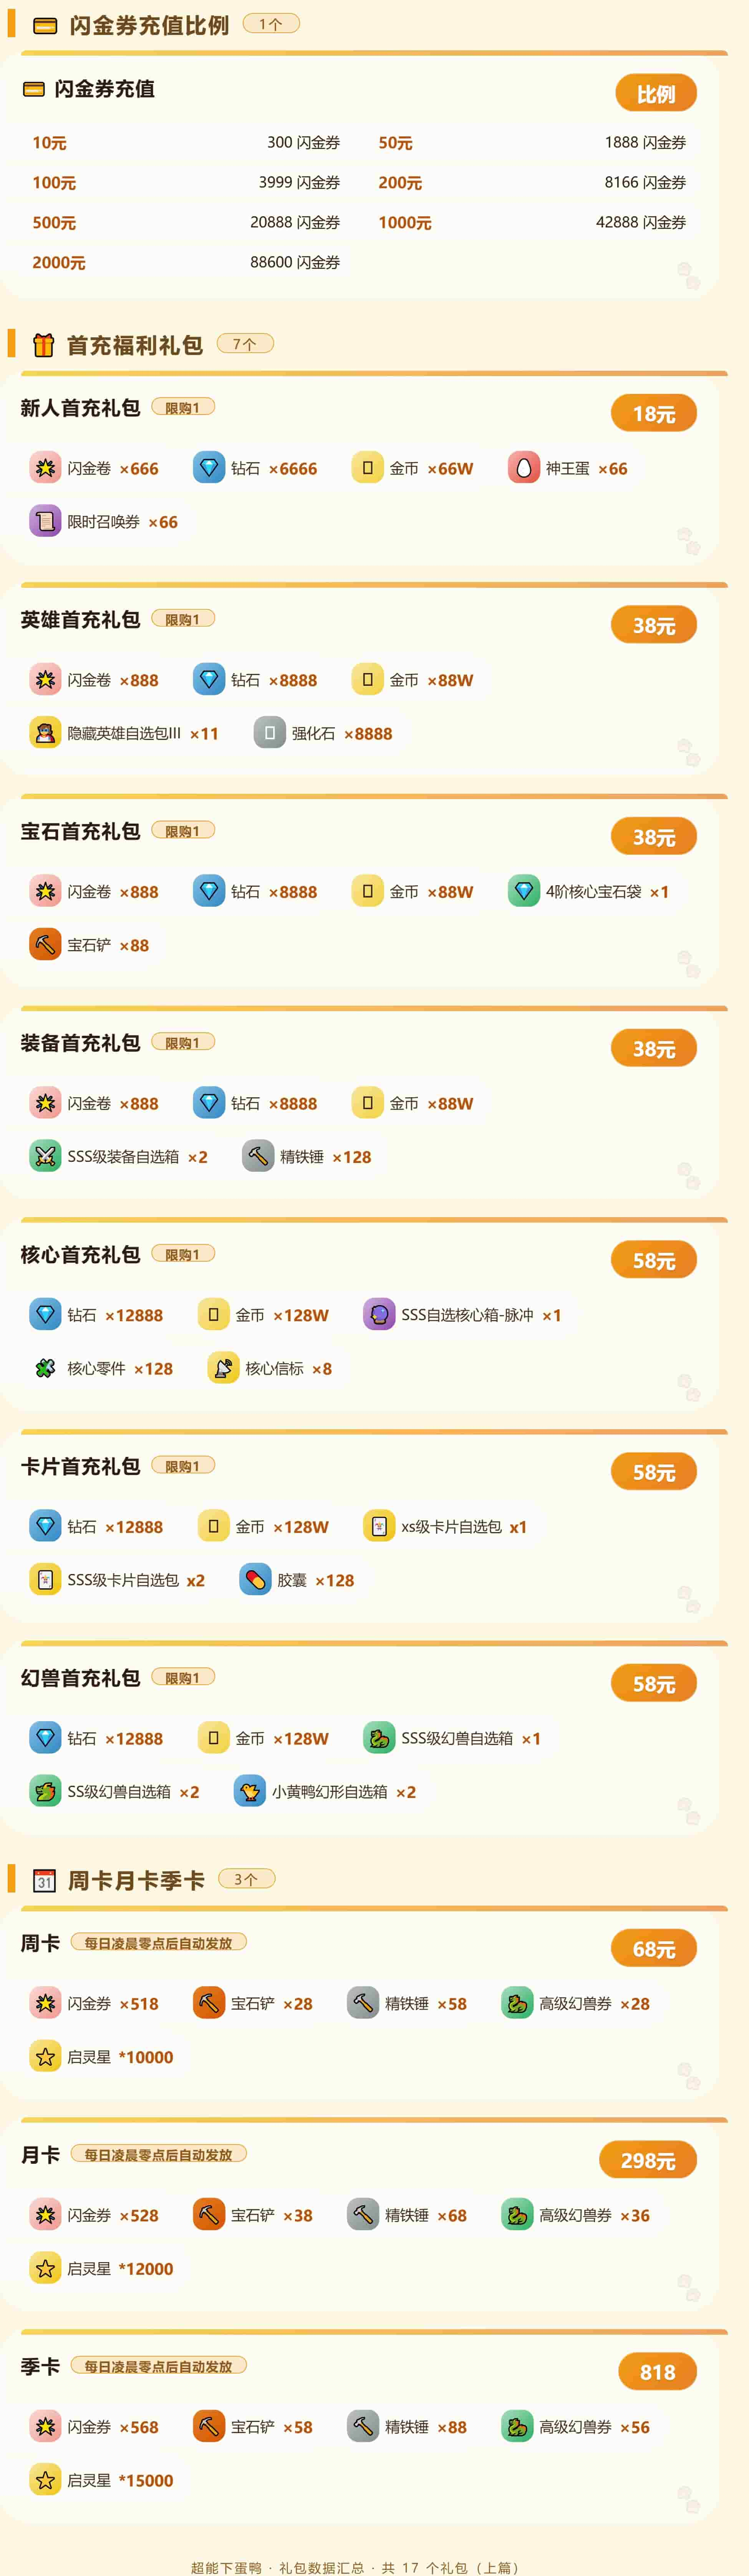 闪金券充值比例 1个
闪金券充值 比例
10元 300 闪金券 50元 1888 闪金券
100元 3999 闪金券 200元 8166 闪金券
500元 20888 闪金券 1000元 42888 闪金券
2000元 88600 闪金券
首充福利礼包 7个
新人首充礼包 限购1 18元
闪金卷 ×666 钻石 ×6666 金币 ×66W 神王蛋 ×66
限时召唤券 ×66
英雄首充礼包 限购1 38元
闪金卷 ×888 钻石 ×8888 金币 ×88W
隐藏英雄自选包III ×11 强化石 ×8888
宝石首充礼包 限购1 38元
闪金卷 ×888 钻石 ×8888 金币 ×88W 4阶核心宝石袋 ×1
宝石铲 ×88
装备首充礼包 限购1 38元
闪金卷 ×888 钻石 ×8888 金币 ×88W
SSS级装备自选箱 ×2 精铁锤 ×128
核心首充礼包 限购1 58元
钻石 ×12888 金币 ×128W SSS自选核心箱-脉冲 ×1
核心零件 ×128 核心信标 ×8
卡片首充礼包 限购1 58元
钻石 ×12888 金币 ×128W xs级卡片自选包 x1
SSS级卡片自选包 x2 胶囊 ×128
幻兽首充礼包 限购1 58元
钻石 ×12888 金币 ×128W SSS级幻兽自选箱 ×1
SS级幻兽自选箱 ×2 小黄鸭幻形自选箱 ×2
31 周卡月卡季卡 3个
周卡 每日凌晨零点后自动发放 68元
闪金券 ×518 宝石铲 ×28 精铁锤 ×58 高级幻兽券 ×28
启灵星 *10000
月卡 每日凌晨零点后自动发放 298元
闪金券 ×528 宝石铲 ×38 精铁锤 ×68 高级幻兽券 ×36
启灵星 *12000
季卡 每日凌晨零点后自动发放 818
闪金券 ×568 宝石铲 ×58 精铁锤 ×88 高级幻兽券 ×56
启灵星 *15000
超能下蛋鸭 · 礼包数据汇总 · 共 17 个礼包（上篇）